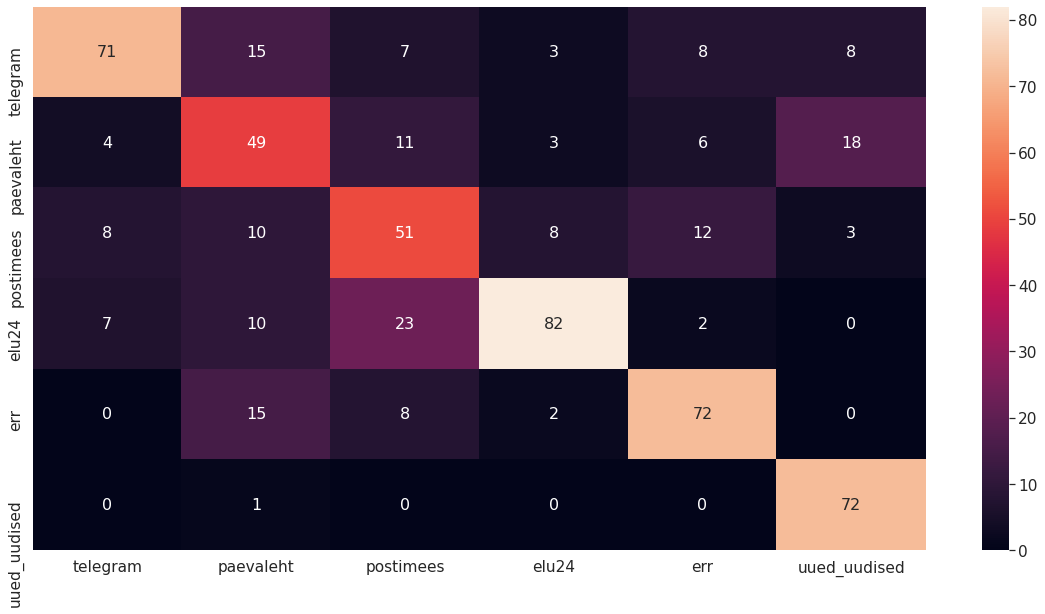 telegram 71 15 7 3 8 8
paevaleht 4 49 11 3 6 18
postimees 8 10 51 8 12 3
elu24 7 10 23 82 2 0
err 0 15 8 2 72 0
uued_uudised 0 1 0 0 0 72
telegram paevaleht postimees elu24 err uued_uudised
80
70
60
50
40
30
20
10
0